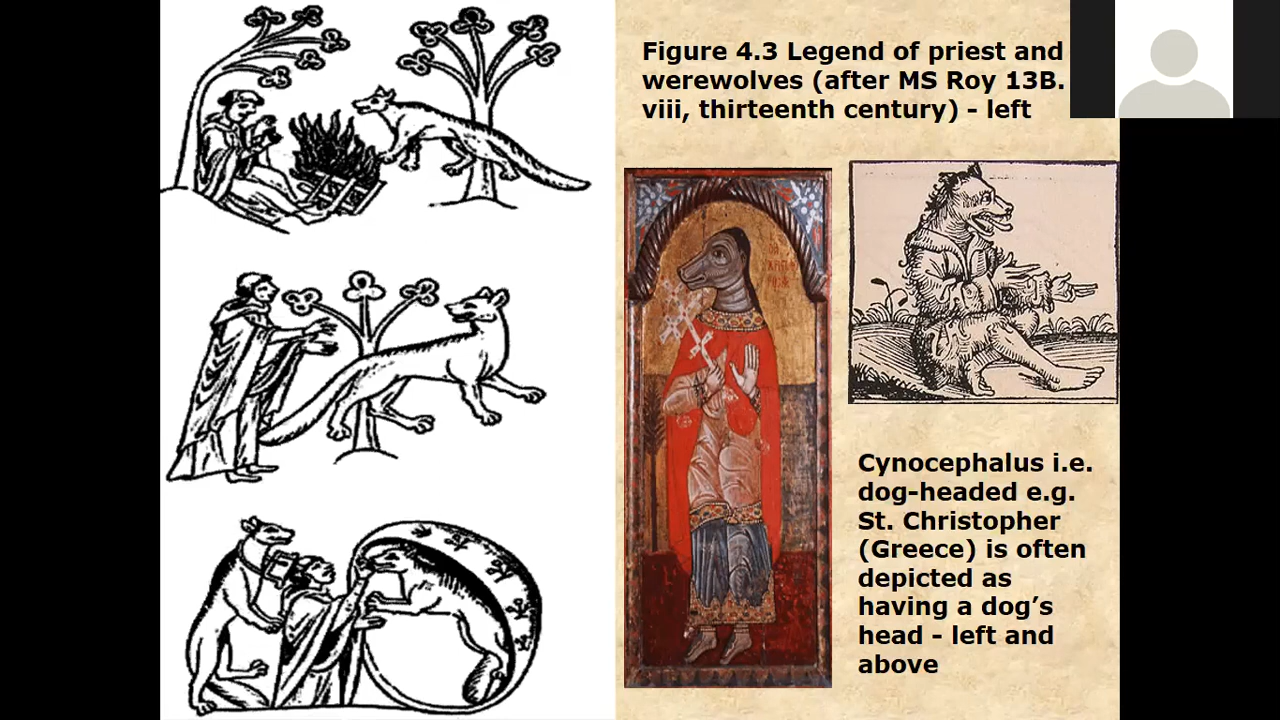 Figure 4.3 Legend of priest and
werewolves (after MS Roy 13B.
viii, thirteenth century) - left
Cynocephalus i.e.
dog-headed e.g.
St. Christopher
(Greece) is often
depicted as
having a dog’s
head - left and
above